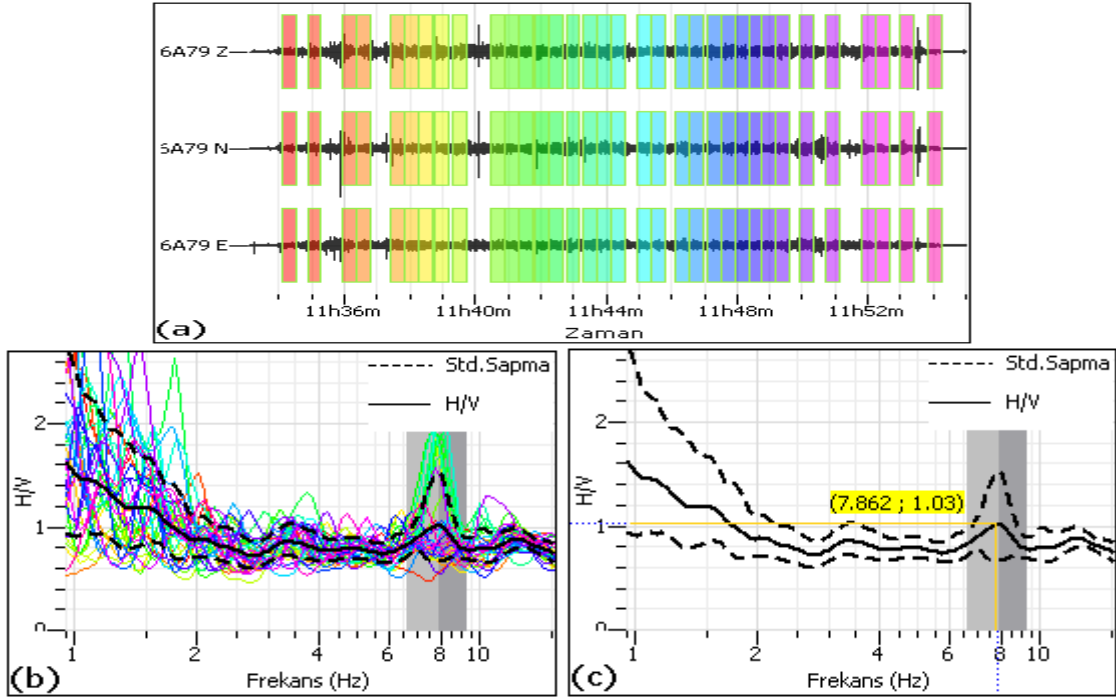 6A79 Z
6A79 N
6A79 E
11h36m 11h40m 11h44m 11h48m 11h52m
Zaman
(a)
Std.Sapma
H/V
H/V
2
1
0
1 2 4 6 8 10
Frekans (Hz)
(b)
Std.Sapma
H/V
(7.862 ; 1.03)
H/V
2
1
0
1 2 4 6 8 10
Frekans (Hz)
(c)